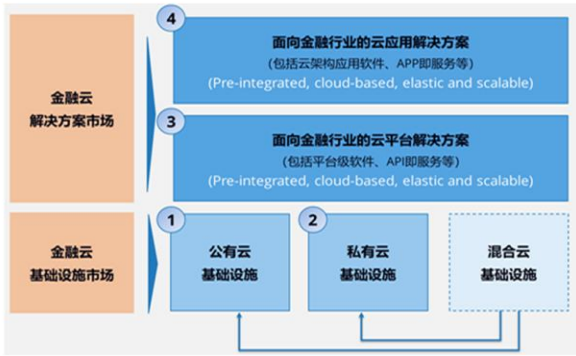 4
面向金融行业的云应用解决方案
(包括云架构应用软件、APP即服务等)
(Pre-integrated, cloud-based, elastic and scalable)
金融云
解决方案市场
3
面向金融行业的云平台解决方案
(包括平台级软件、API即服务等)
(Pre-integrated, cloud-based, elastic and scalable)
金融云
基础设施市场
1
公有云
基础设施
2
私有云
基础设施
混合云
基础设施